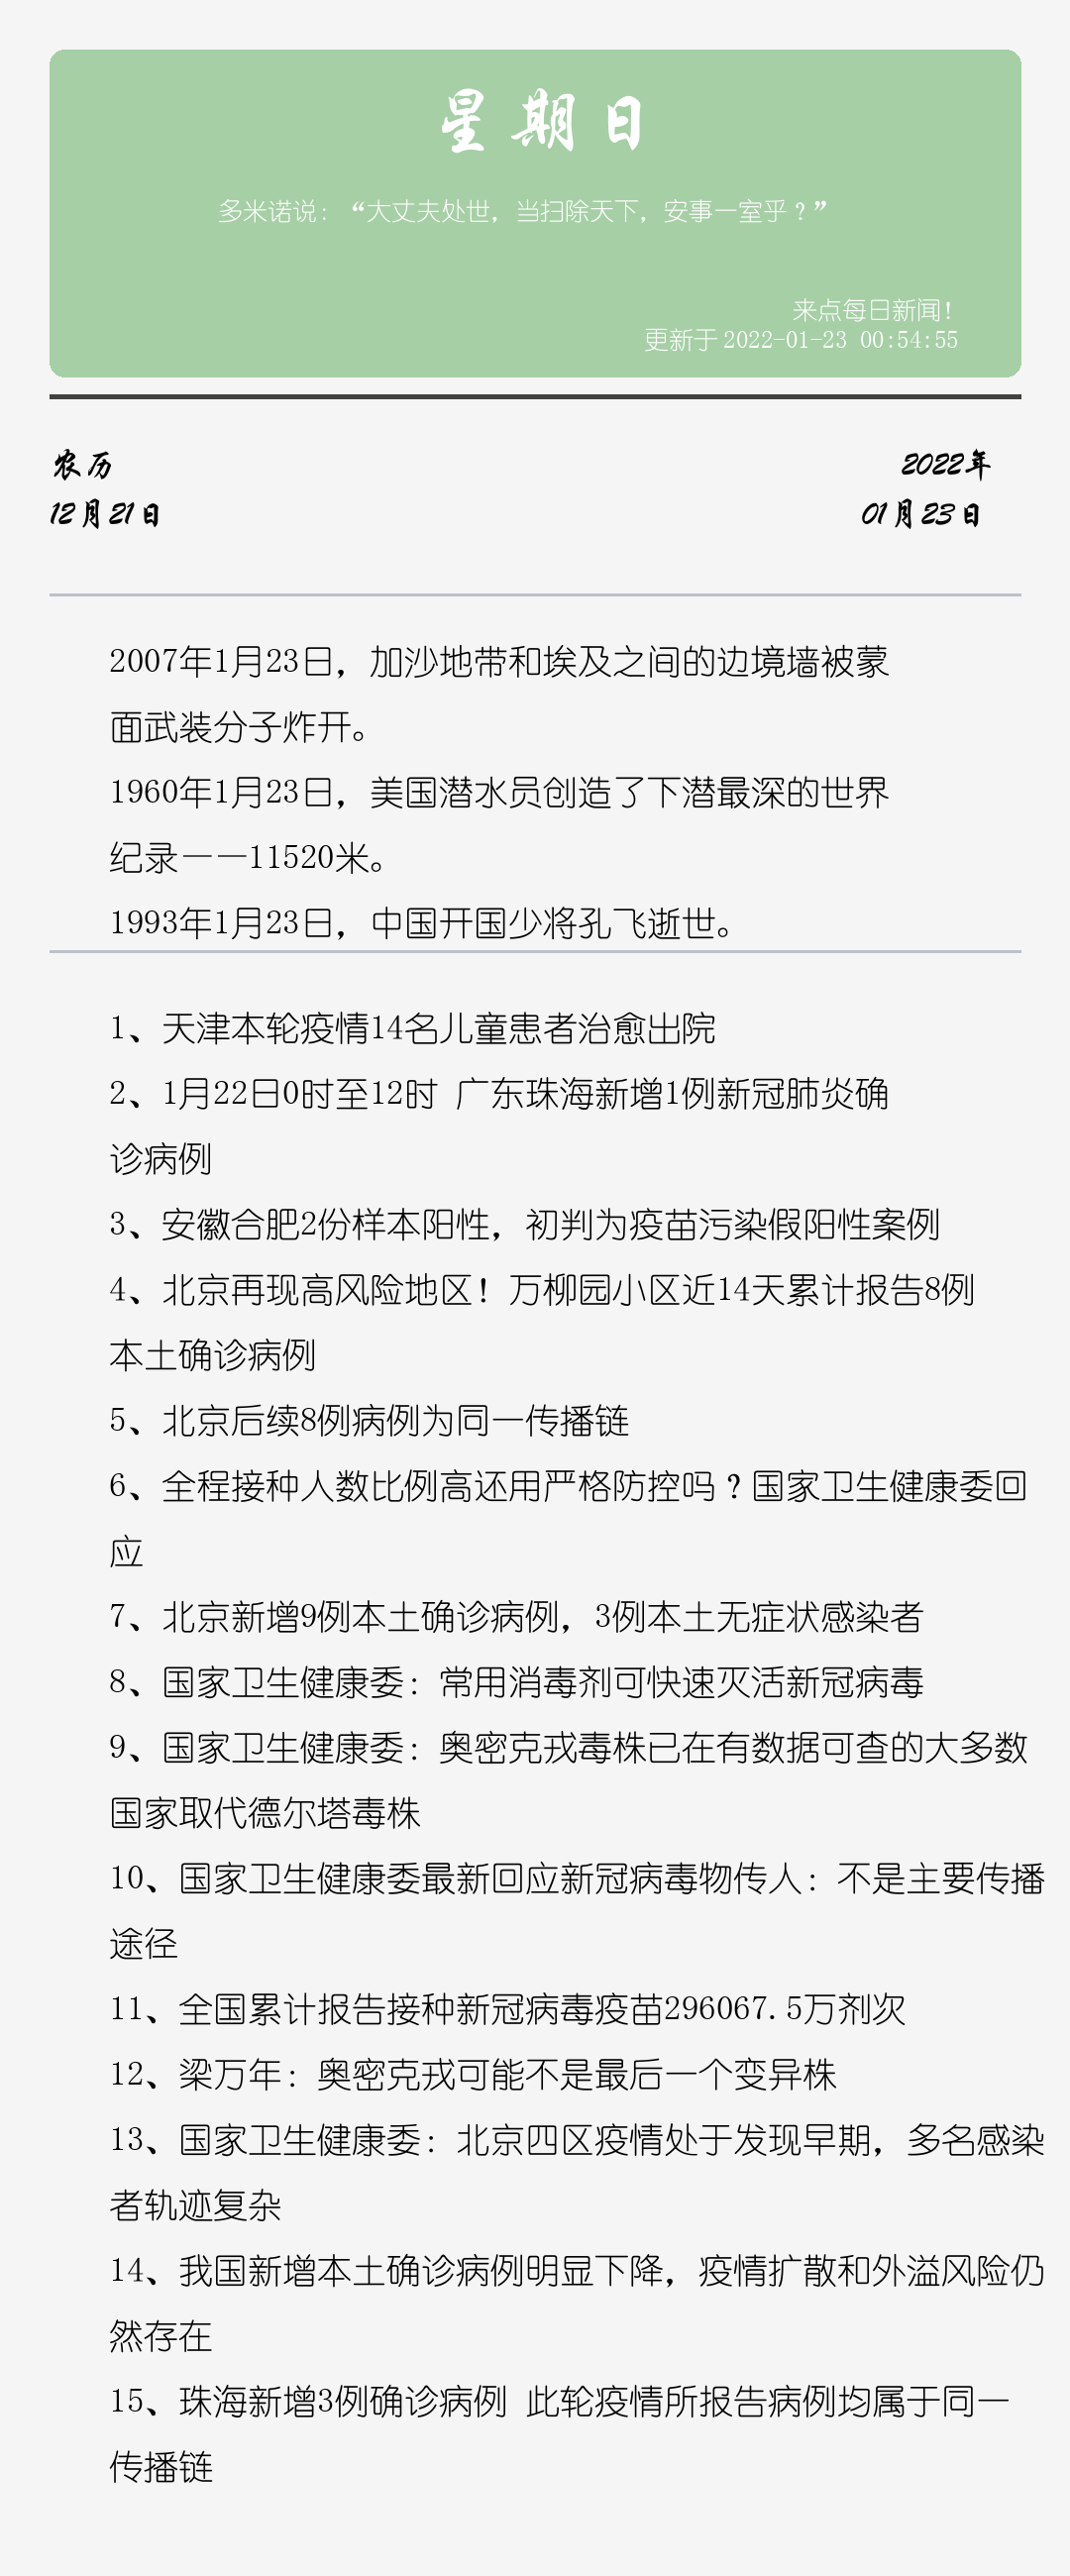 星期日
多米诺说：“大丈夫处世，当扫除天下，安事一室乎？”
来点每日新闻！
更新于 2022-01-23 00:54:55
农历
2022年
12月21日
01月23日
2007年1月23日，加沙地带和埃及之间的边境墙被蒙
面武装分子炸开。
1960年1月23日，美国潜水员创造了下潜最深的世界
纪录——11520米。
1993年1月23日，中国开国少将孔飞逝世。
1、天津本轮疫情14名儿童患者治愈出院
2、1月22日0时至12时 广东珠海新增1例新冠肺炎确
诊病例
3、安徽合肥2份样本阳性，初判为疫苗污染假阳性案例
4、北京再现高风险地区！万柳园小区近14天累计报告8例
本土确诊病例
5、北京后续8例病例为同一传播链
6、全程接种人数比例高还用严格防控吗？国家卫生健康委回
应
7、北京新增9例本土确诊病例，3例本土无症状感染者
8、国家卫生健康委：常用消毒剂可快速灭活新冠病毒
9、国家卫生健康委：奥密克戎毒株已在有数据可查的大多数
国家取代德尔塔毒株
10、国家卫生健康委最新回应新冠病毒物传人：不是主要传播
途径
11、全国累计报告接种新冠病毒疫苗296067.5万剂次
12、梁万年：奥密克戎可能不是最后一个变异株
13、国家卫生健康委：北京四区疫情处于发现早期，多名感染
者轨迹复杂
14、我国新增本土确诊病例明显下降，疫情扩散和外溢风险仍
然存在
15、珠海新增3例确诊病例 此轮疫情所报告病例均属于同一
传播链